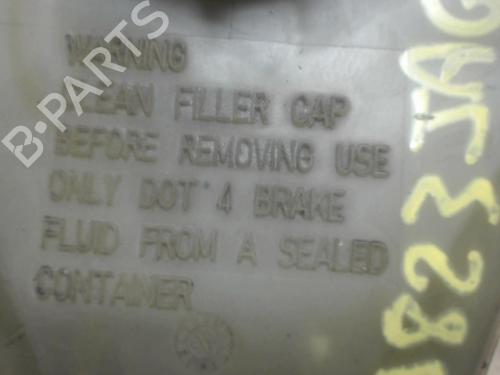 WARNING
CLEAN FILLER CAP
BEFORE REMOVING USE
ONLY DOT 4 BRAKE
FLUID FROM A SEALED
CONTAINER
B-PARTS